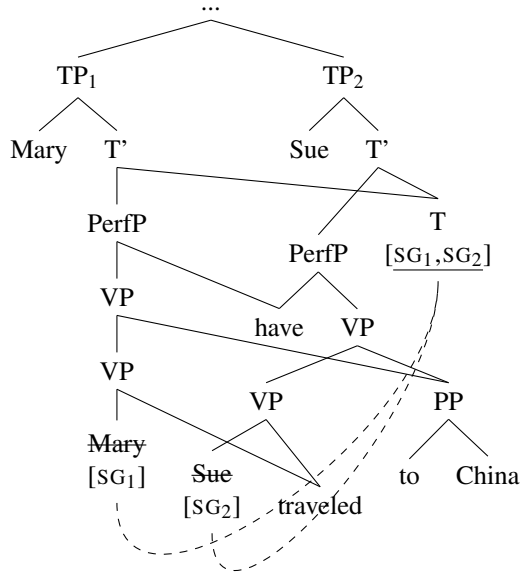 ...
TP₁ TP₂
Mary T’ Sue T’
PerfP T
PerfP [SG₁,SG₂]
VP have VP
VP VP PP
Mary Sue to China
[SG₁] [SG₂] traveled